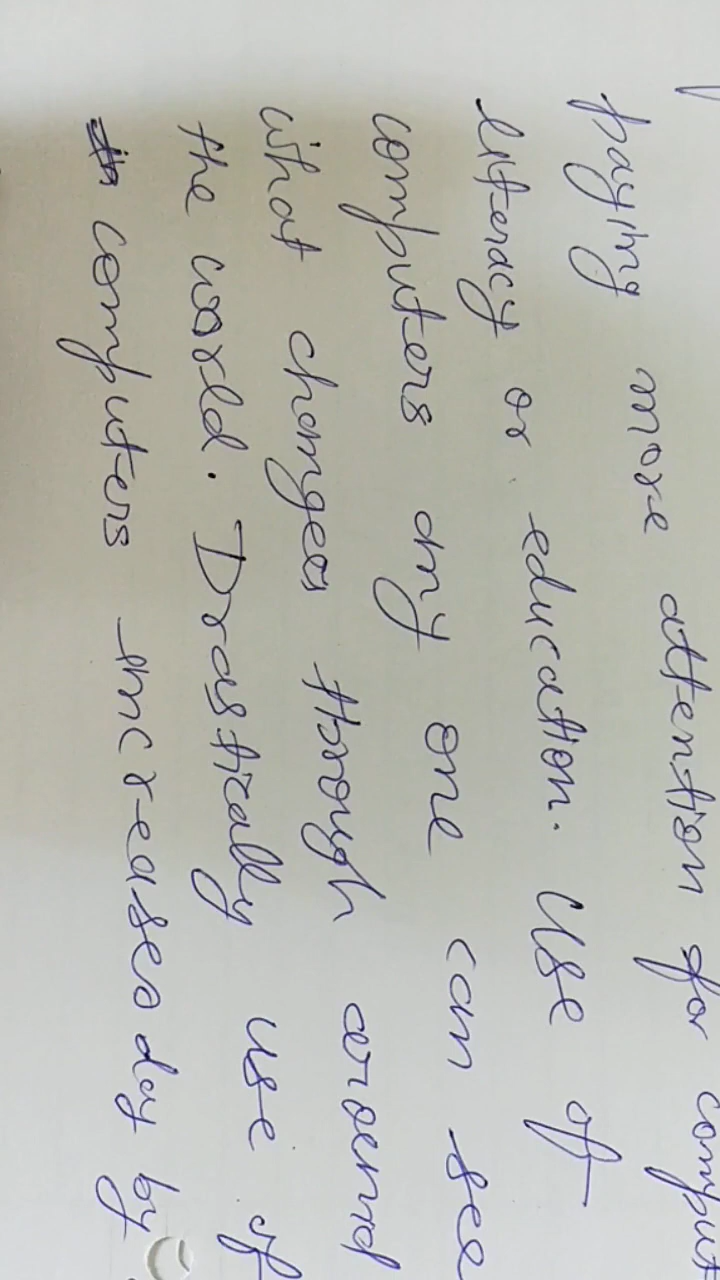 paying more attention for comput
literacy or education. Use of
computers any one can see
what changes through around
the world. Drastically use of
computers increases day by